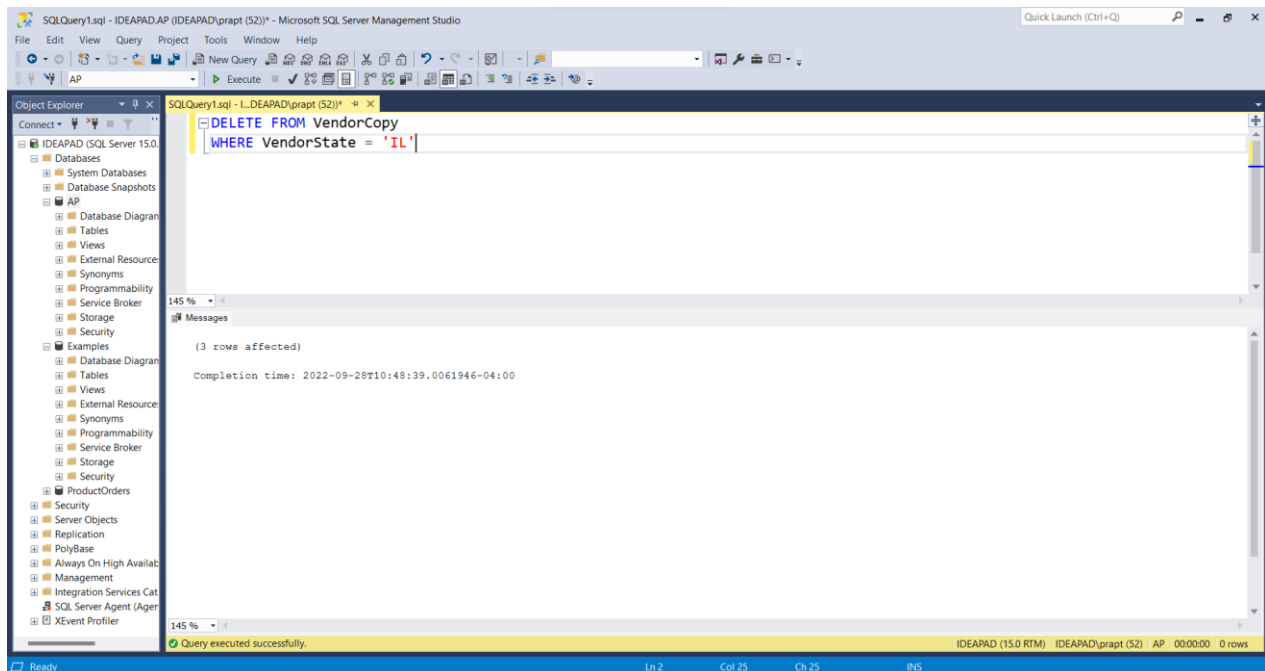 SQLQuery1.sql - IDEAPAD.AP (IDEAPAD\prapt (52))* - Microsoft SQL Server Management Studio
Quick Launch (Ctrl+Q)
File Edit View Query Project Tools Window Help
New Query
AP
Execute
Object Explorer
SQLQuery1.sql - I...DEAPAD\prapt (52))*
Connect
IDEAPAD (SQL Server 15.0.
Databases
System Databases
Database Snapshots
AP
Database Diagran
Tables
Views
External Resource:
Synonyms
Programmability
Service Broker
Storage
Security
Examples
Database Diagran
Tables
Views
External Resource:
Synonyms
Programmability
Service Broker
Storage
Security
ProductOrders
Security
Server Objects
Replication
PolyBase
Always On High Availab
Management
Integration Services Cat
SQL Server Agent (Agen
XEvent Profiler
DELETE FROM VendorCopy
WHERE VendorState = 'IL'
145 %
Messages
(3 rows affected)
Completion time: 2022-09-28T10:48:39.0061946-04:00
145 %
Query executed successfully.
IDEAPAD (15.0 RTM) IDEAPAD\prapt (52) AP 00:00:00 0 rows
Ready
Ln 2 Col 25 Ch 25 INS